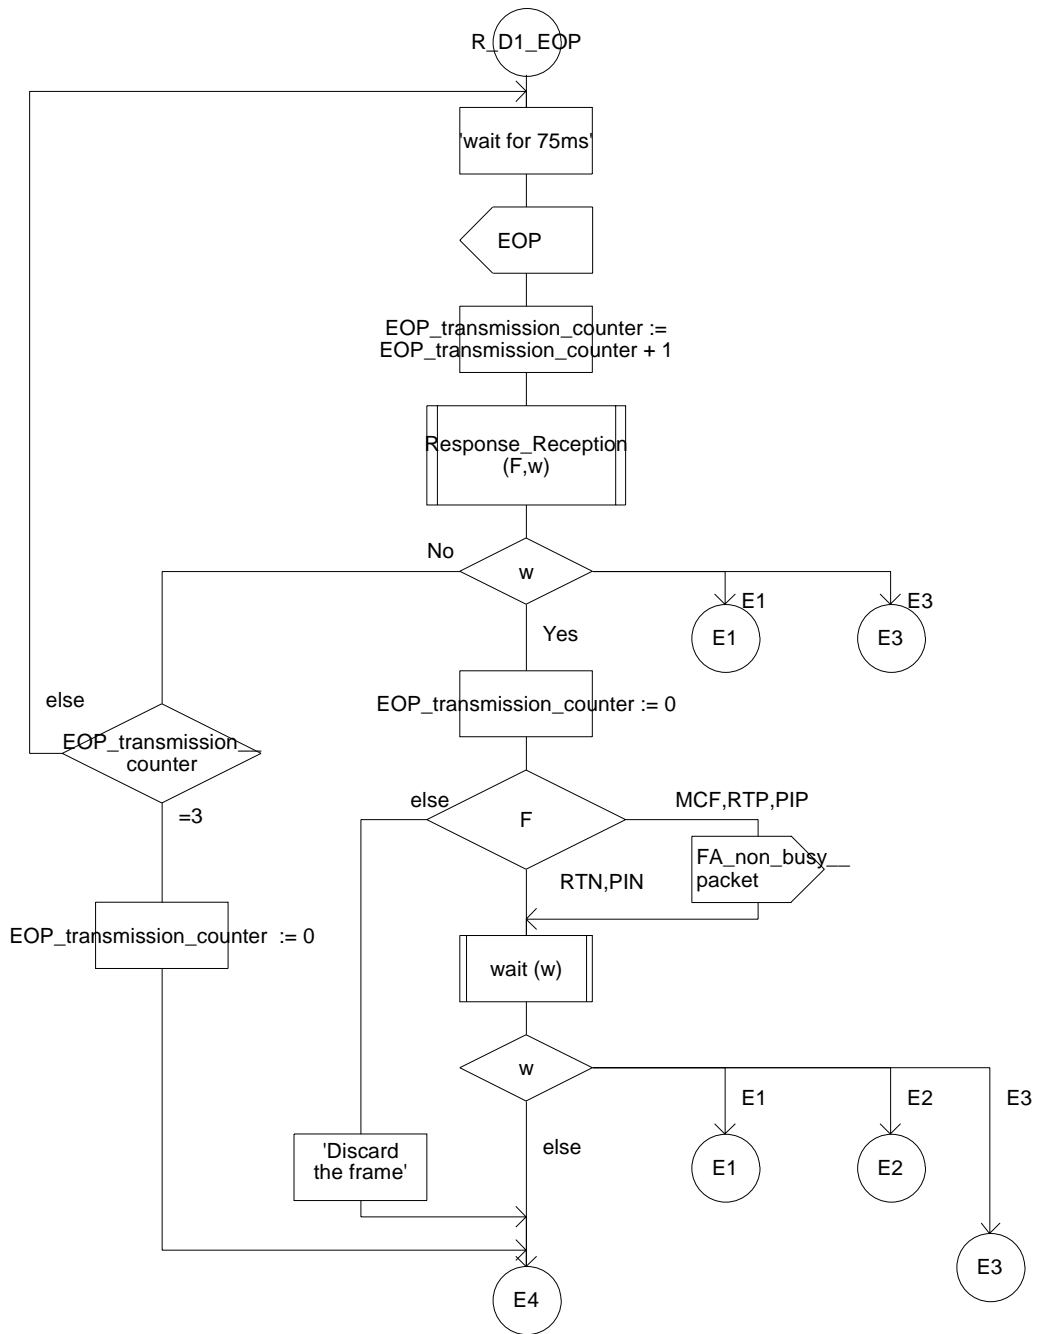 R_D1_EOP
'wait for 75ms'
EOP
EOP_transmission_counter :=
EOP_transmission_counter + 1
Response_Reception
(F,w)
No
w
E1
E3
E1
E3
Yes
EOP_transmission_counter := 0
else
EOP_transmission__
counter
=3
else
F
MCF,RTP,PIP
FA_non_busy__
packet
RTN,PIN
EOP_transmission_counter := 0
wait (w)
w
E1
E2
E3
else
'Discard
the frame'
E1
E2
E3
E4